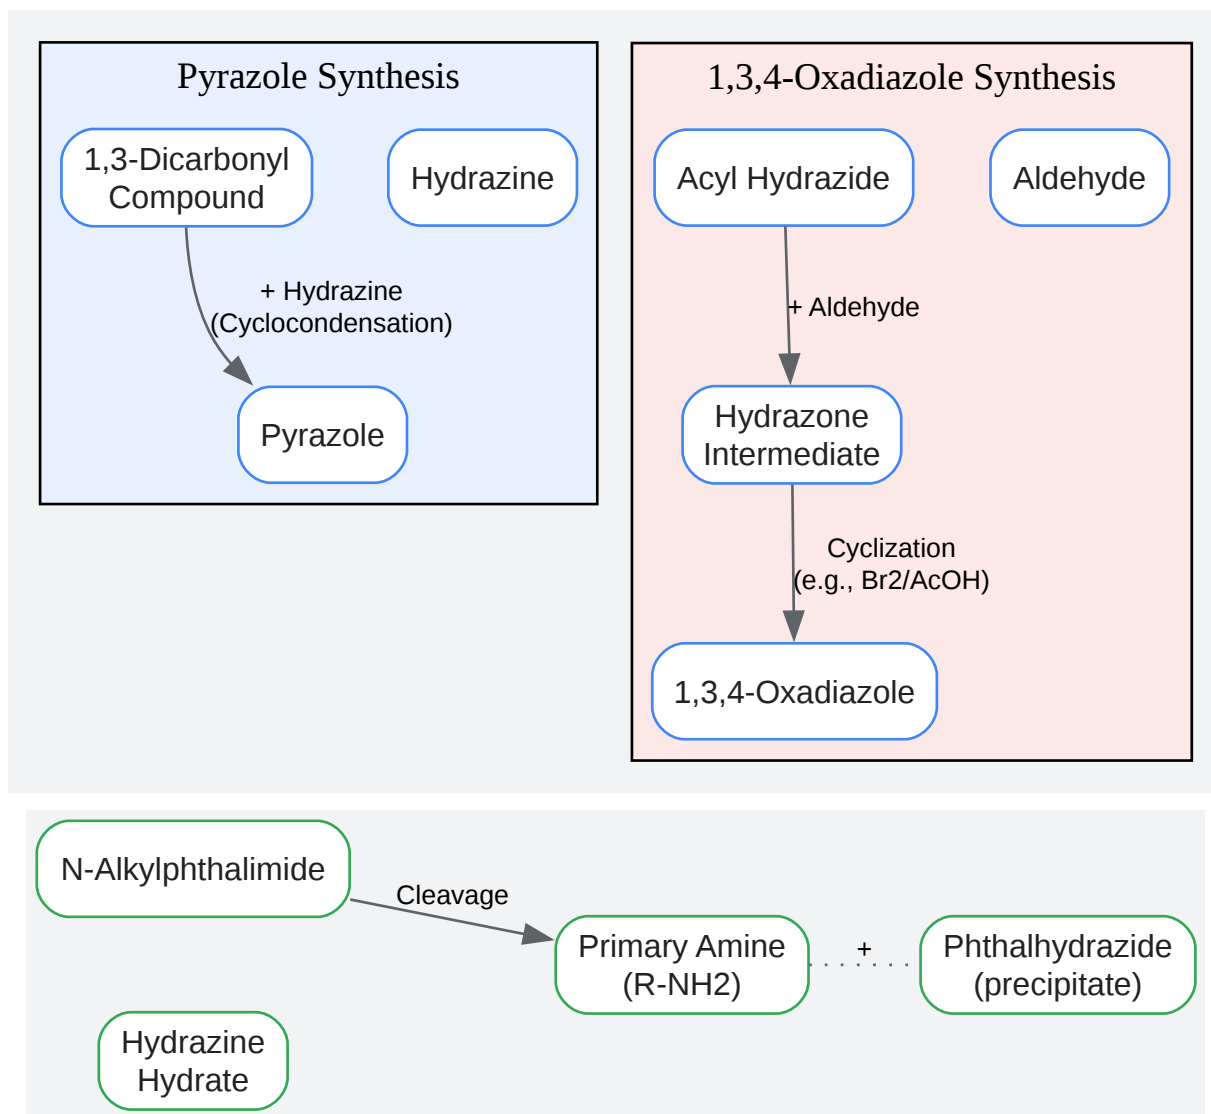 Pyrazole Synthesis
1,3-Dicarbonyl
Compound
Hydrazine
+ Hydrazine
(Cyclocondensation)
Pyrazole
1,3,4-Oxadiazole Synthesis
Acyl Hydrazide
Aldehyde
+ Aldehyde
Hydrazone
Intermediate
Cyclization
(e.g., Br2/AcOH)
1,3,4-Oxadiazole
N-Alkylphthalimide
Cleavage
Primary Amine
(R-NH2)
+
Phthalhydrazide
(precipitate)
Hydrazine
Hydrate